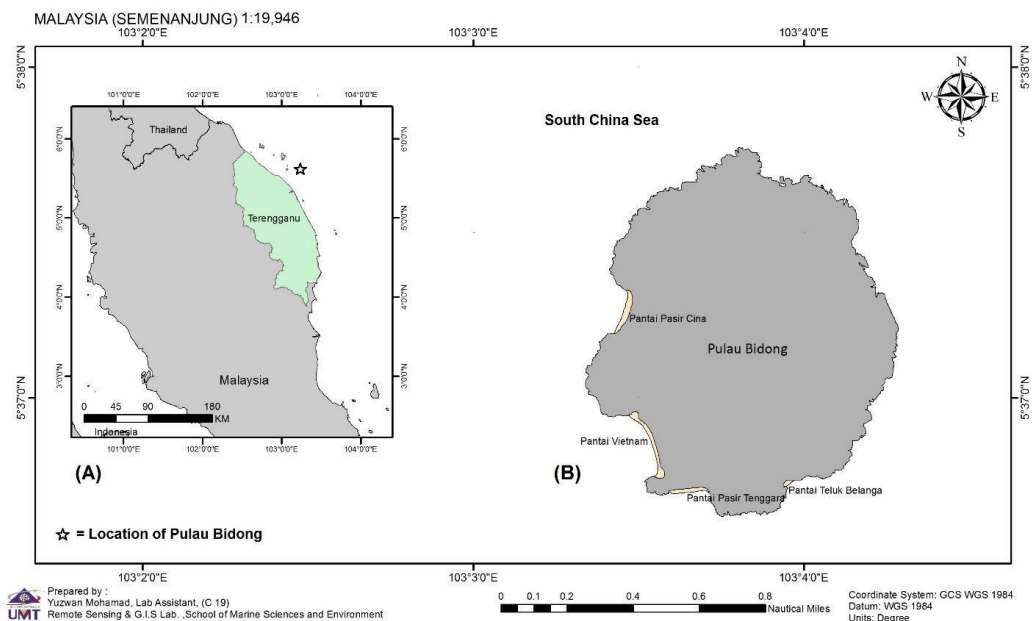 MALAYSIA (SEMENANJUNG) 1:19,946
103°2'0"E 103°3'0"E 103°4'0"E
5°38'0"N 5°38'0"N
N
W E
S
South China Sea
101°0'0"E 102°0'0"E 103°0'0"E 104°0'0"E
Thailand
6°0'0"N 6°0'0"N
Terengganu
5°0'0"N 5°0'0"N
4°0'0"N 4°0'0"N
Pantai Pasir Cina
Pulau Bidong
Malaysia
3°0'0"N 3°0'0"N
5°37'0"N 5°37'0"N
0 45 90 180
KM
Indonesia
101°0'0"E 102°0'0"E 103°0'0"E 104°0'0"E
Pantai Vietnam
(A) (B)
Pantai Teluk Belanga
Pantai Pasir Tenggara
= Location of Pulau Bidong
103°2'0"E 103°3'0"E 103°4'0"E
UMT
Prepared by :
Yuzwan Mohamad, Lab Assistant, (C 19)
Remote Sensing & G.I.S Lab. ,School of Marine Sciences and Environment
0 0.1 0.2 0.4 0.6 0.8
Nautical Miles
Coordinate System: GCS WGS 1984
Datum: WGS 1984
Units: Degree